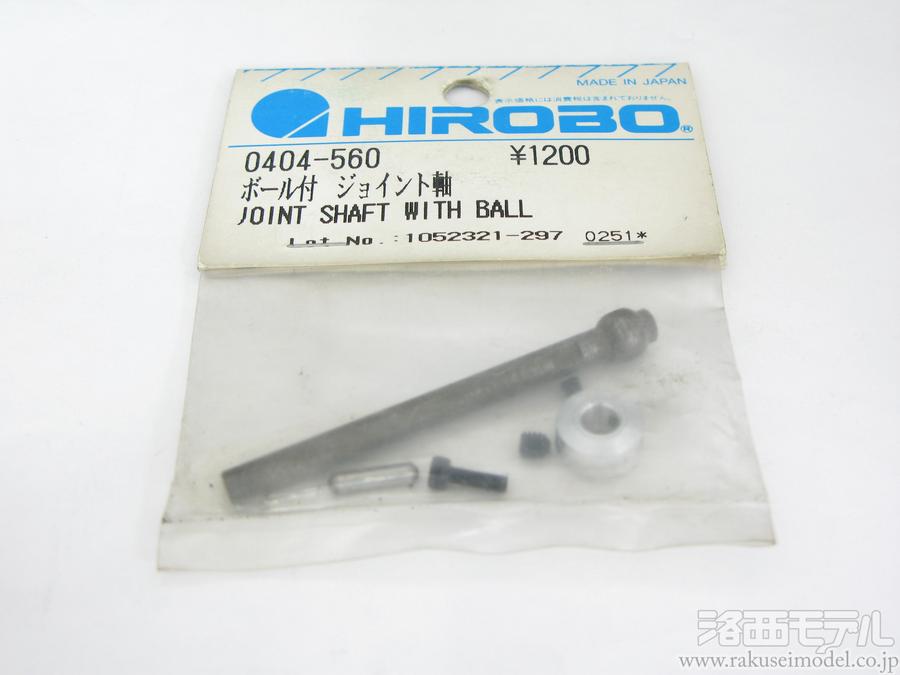 MADE IN JAPAN
表示価格には消費税は含まれておりません。
HIROBO®
0404-560 ¥1200
ボール付 ジョイント軸
JOINT SHAFT WITH BALL
Lot No.:1052321-297 0251*
洛西モデル
www.rakuseimodel.co.jp